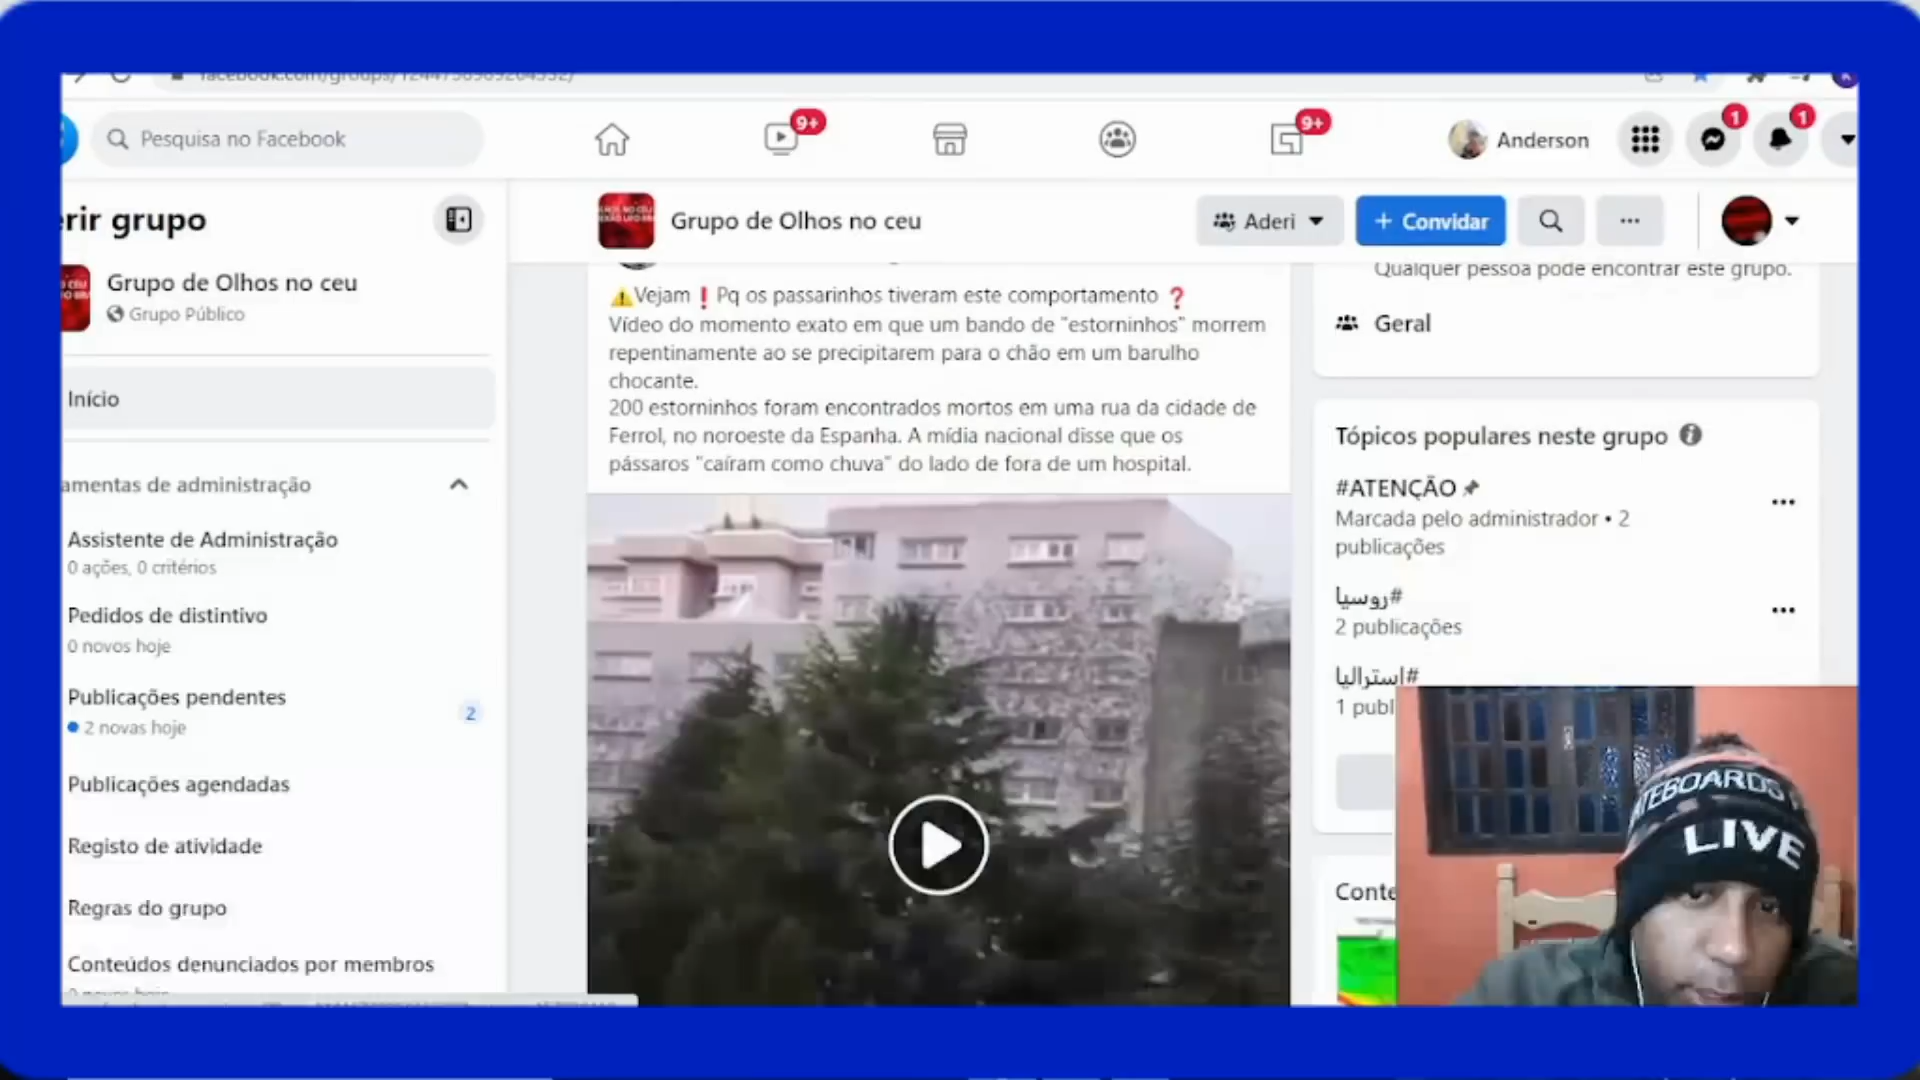 facebook.com/groups/1244758989204532/
Pesquisa no Facebook
9+
9+
Anderson
1
1
erir grupo
Grupo de Olhos no ceu
Aderi
+ Convidar
Grupo de Olhos no ceu
Grupo Público
Início
amentas de administração
Assistente de Administração
0 ações, 0 critérios
Pedidos de distintivo
0 novos hoje
Publicações pendentes
2
2 novas hoje
Publicações agendadas
Registo de atividade
Regras do grupo
Conteúdos denunciados por membros
⚠️Vejam❗Pq os passarinhos tiveram este comportamento ❓
Vídeo do momento exato em que um bando de "estorninhos" morrem
repentinamente ao se precipitarem para o chão em um barulho
chocante.
200 estorninhos foram encontrados mortos em uma rua da cidade de
Ferrol, no noroeste da Espanha. A mídia nacional disse que os
pássaros "caíram como chuva" do lado de fora de um hospital.
Qualquer pessoa pode encontrar este grupo.
Geral
Tópicos populares neste grupo
#ATENÇÃO
Marcada pelo administrador • 2
publicações
#روسيا
2 publicações
#استراليا
1 publ
Conte
TEBOARDS
LIVE